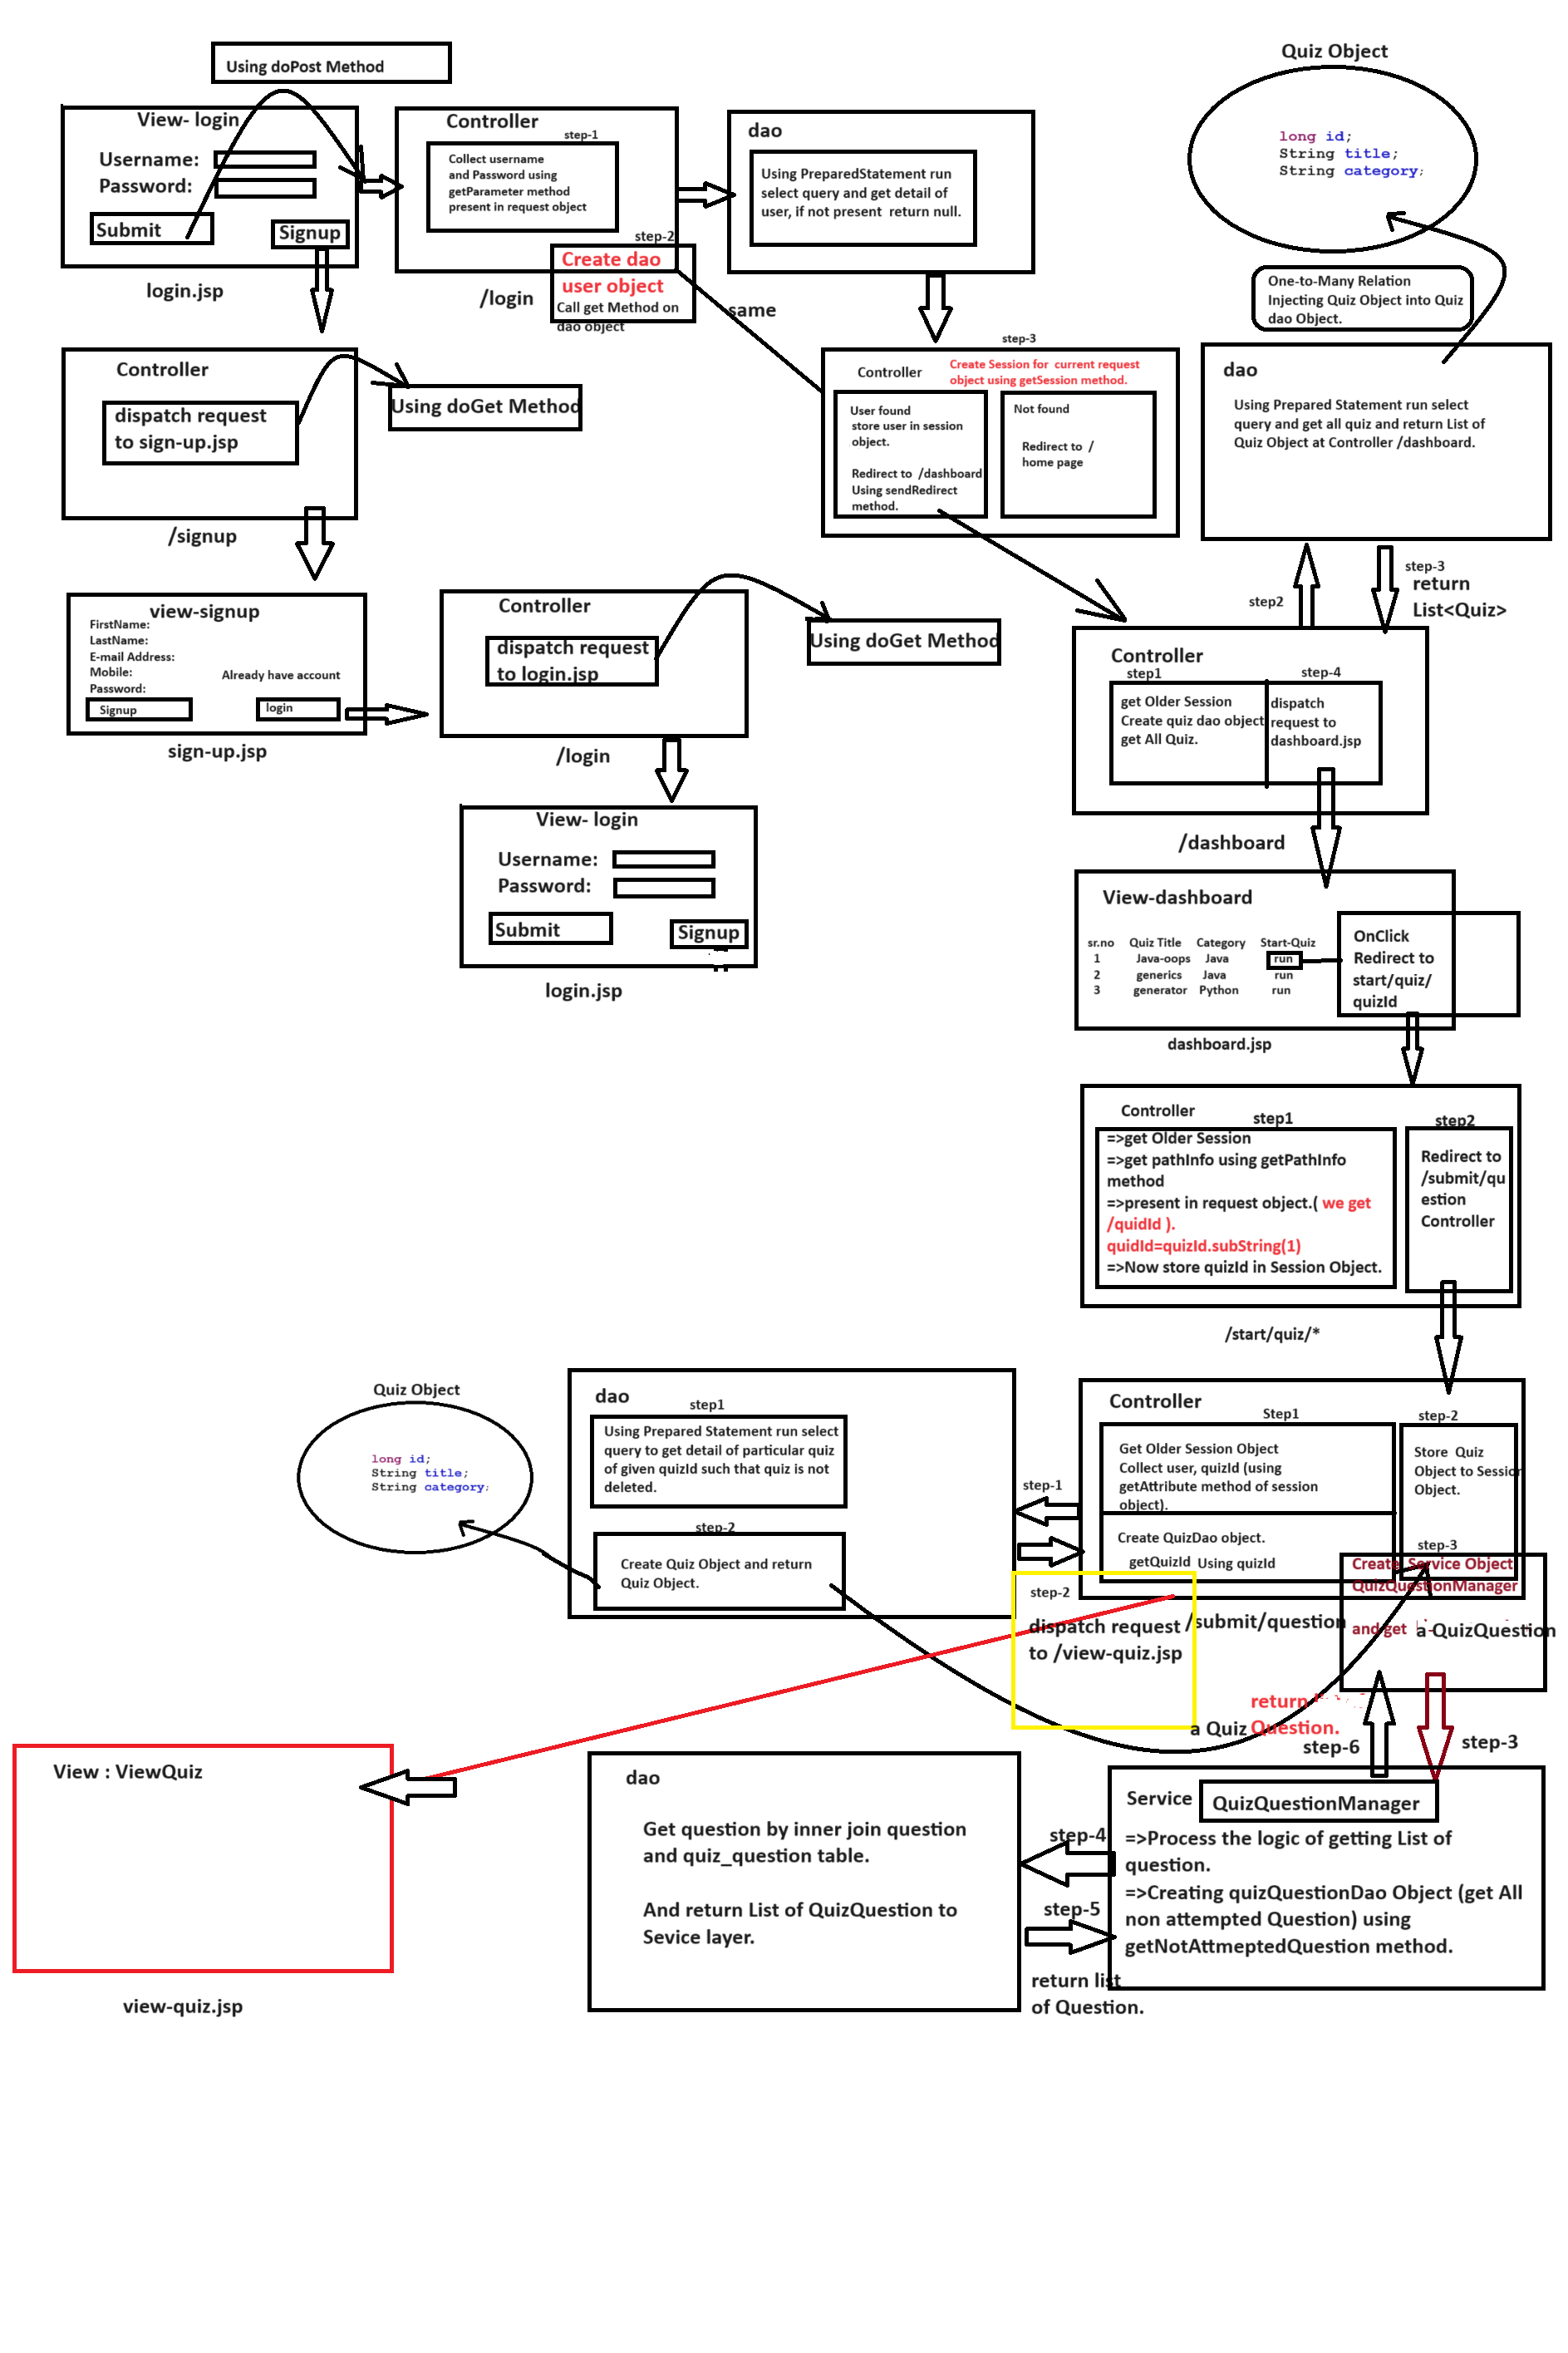 Using doPost Method
View- login
Username:
Password:
Submit
Signup
login.jsp
Controller
step-1
Collect username
and Password using
getParameter method
present in request object
step-2
Create dao
user object
Call get Method on
dao object
/login
same
dao
Using PreparedStatement run
select query and get detail of
user, if not present return null.
Quiz Object
long id;
String title;
String category;
One-to-Many Relation
Injecting Quiz Object into Quiz
dao Object.
step-3
Controller
Create Session for current request
object using getSession method.
User found
store user in session
object.
Redirect to /dashboard
Using sendRedirect
method.
Not found
Redirect to /
home page
dao
Using Prepared Statement run select
query and get all quiz and return List of
Quiz Object at Controller /dashboard.
Controller
dispatch request
to sign-up.jsp
Using doGet Method
/signup
view-signup
FirstName:
LastName:
E-mail Address:
Mobile:
Password:
Already have account
Signup
login
sign-up.jsp
Controller
dispatch request
to login.jsp
Using doGet Method
/login
View- login
Username:
Password:
Submit
Signup
login.jsp
step2
step-3
return
List<Quiz>
Controller
step1
get Older Session
Create quiz dao object
get All Quiz.
step-4
dispatch
request to
dashboard.jsp
/dashboard
View-dashboard
sr.no Quiz Title Category Start-Quiz
1 Java-oops Java run
2 generics Java run
3 generator Python run
OnClick
Redirect to
start/quiz/
quizId
dashboard.jsp
Controller
step1
=>get Older Session
=>get pathInfo using getPathInfo
method
=>present in request object.( we get
/quidId ).
quidId=quizId.subString(1)
=>Now store quizId in Session Object.
step2
Redirect to
/submit/qu
estion
Controller
/start/quiz/*
Controller
Step1
Get Older Session Object
Collect user, quizId (using
getAttribute method of session
object).
Create QuizDao object.
getQuizId Using quizId
step-2
Store Quiz
Object to Session
Object.
step-3
Create Service Object
QuizQuestionManager
and get a QuizQuestion
/submit/question
step-1
dao
step1
Using Prepared Statement run select
query to get detail of particular quiz
of given quizId such that quiz is not
deleted.
step-2
Create Quiz Object and return
Quiz Object.
Quiz Object
long id;
String title;
String category;
step-2
dispatch request
to /view-quiz.jsp
return
a Quiz Question.
step-6
step-3
View : ViewQuiz
view-quiz.jsp
dao
Get question by inner join question
and quiz_question table.
And return List of QuizQuestion to
Sevice layer.
step-4
step-5
return list
of Question.
Service
QuizQuestionManager
=>Process the logic of getting List of
question.
=>Creating quizQuestionDao Object (get All
non attempted Question) using
getNotAttmeptedQuestion method.